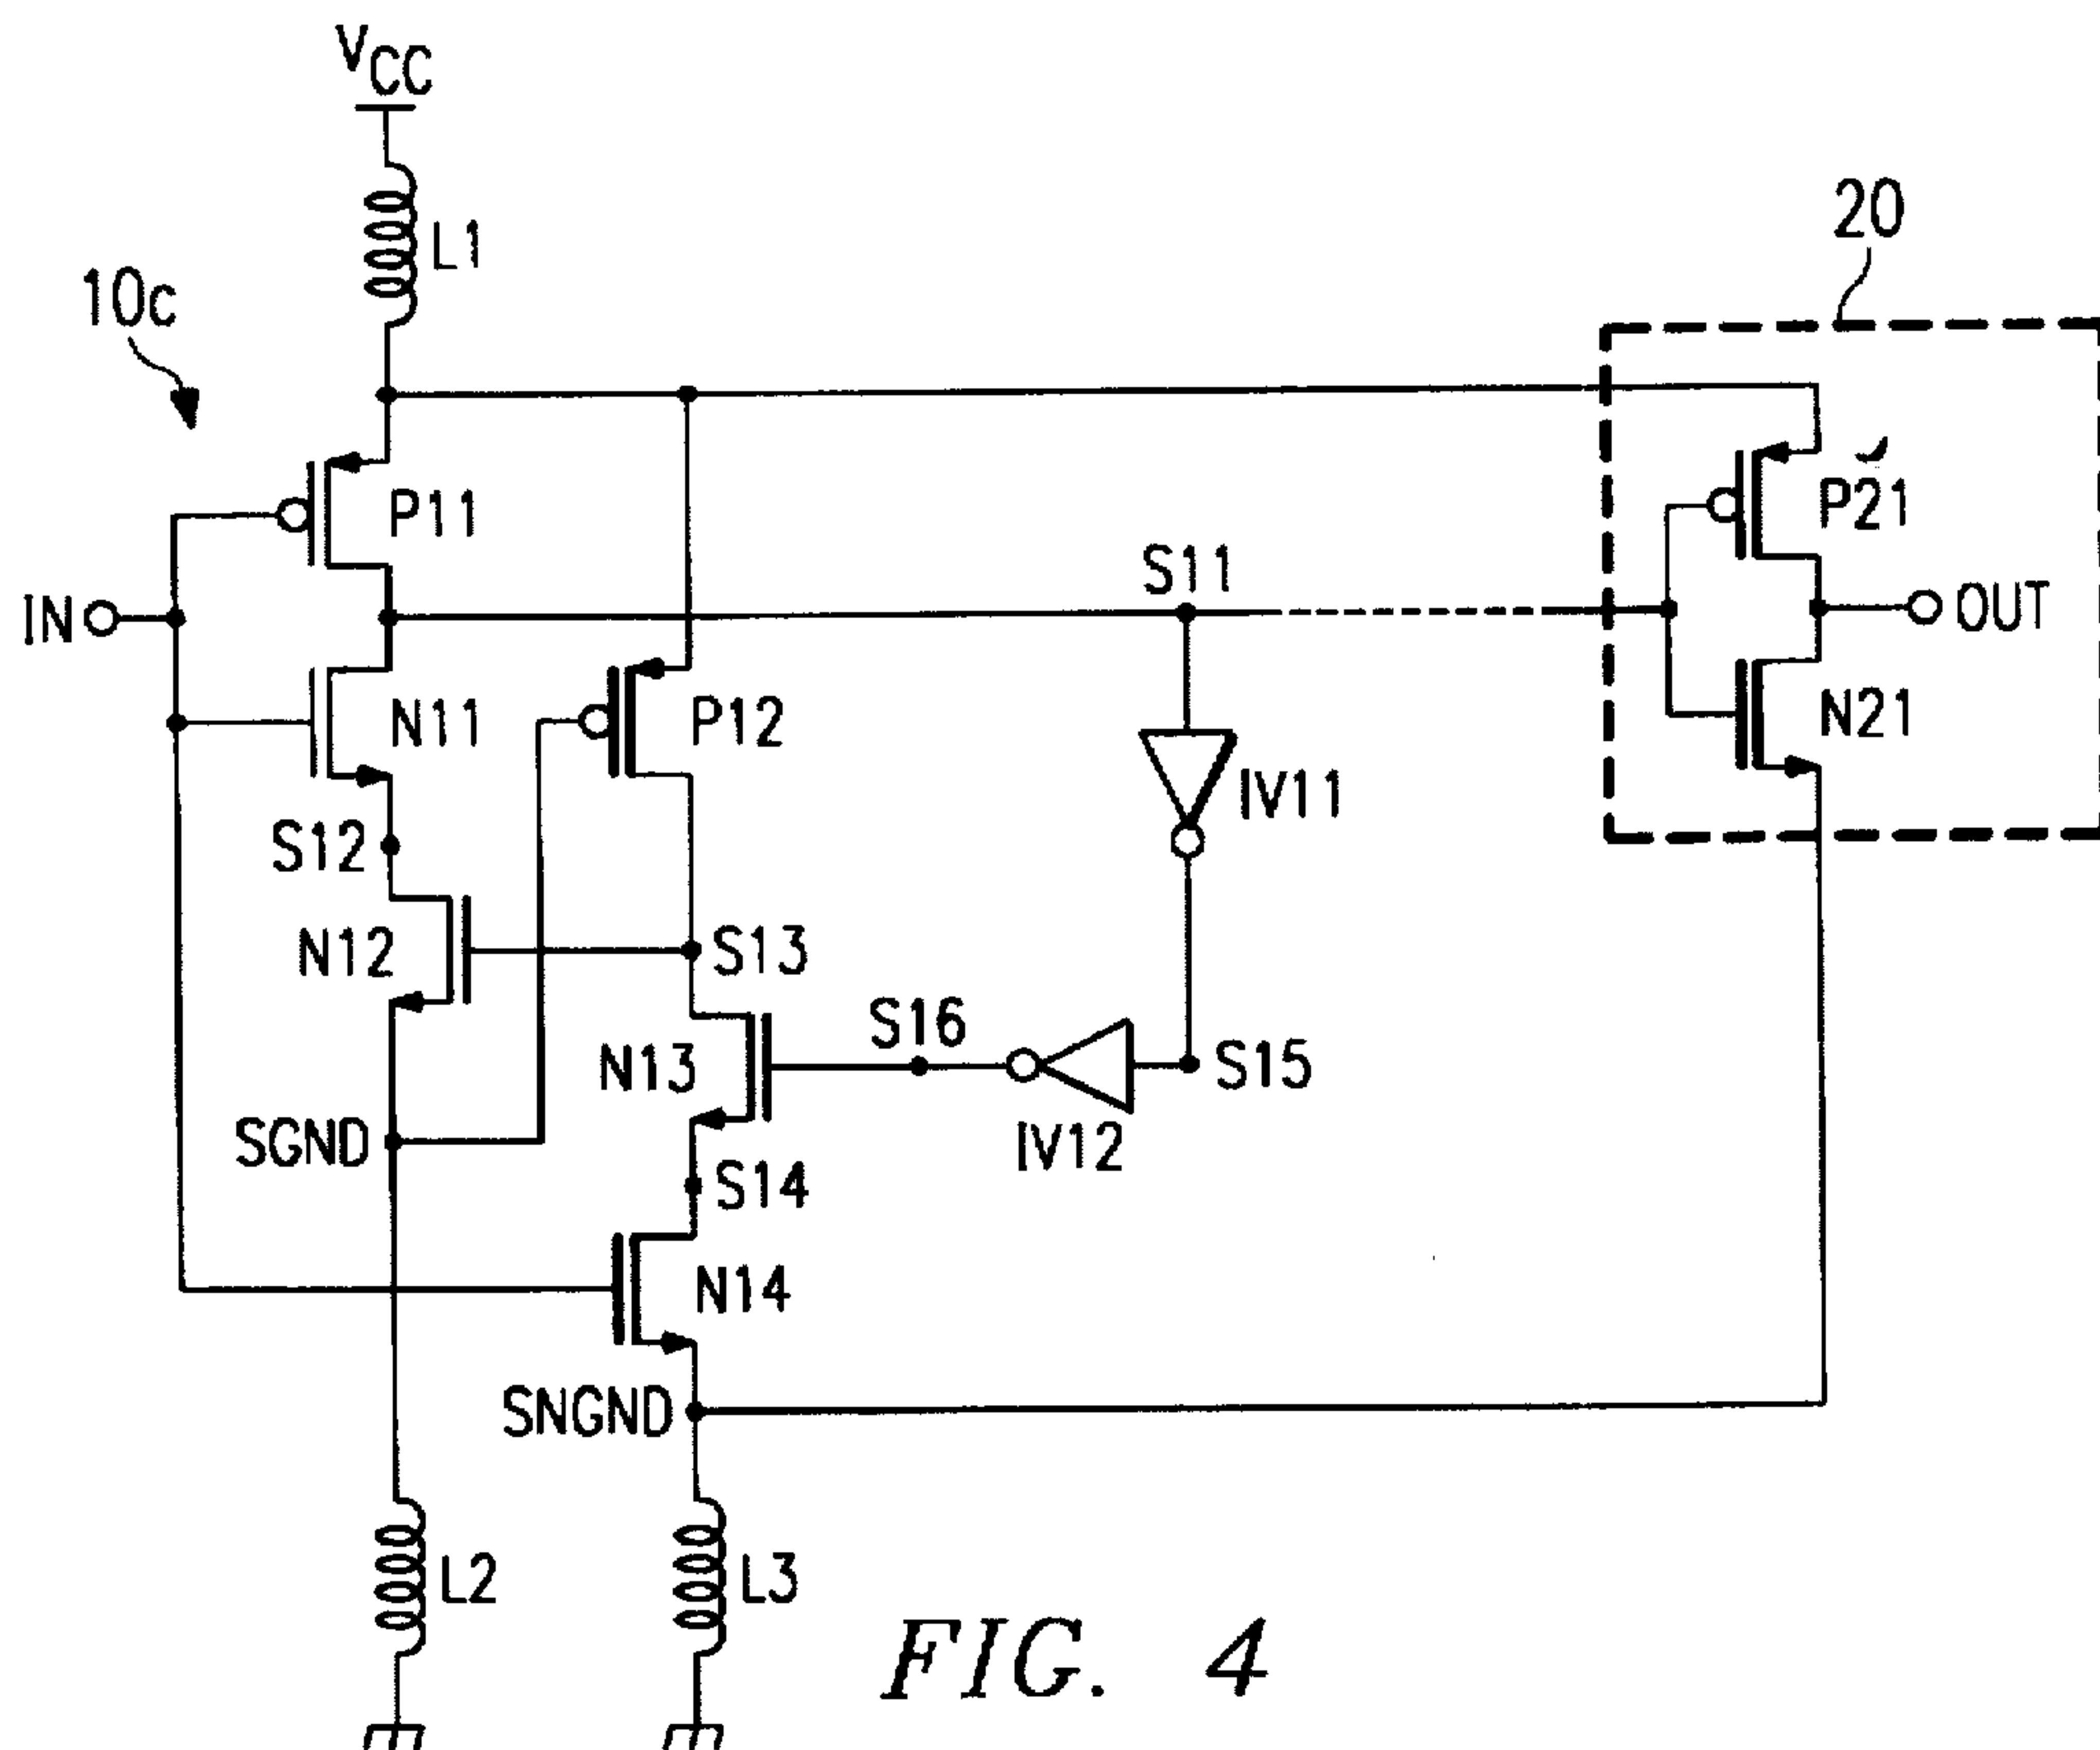 VCC
20
L1
10c
P11
P21
S11
IN
OUT
N11
P12
N21
IV11
S12
N12
S13
S16
N13
S15
SGND
IV12
S14
N14
SNGND
L2
L3
FIG. 4